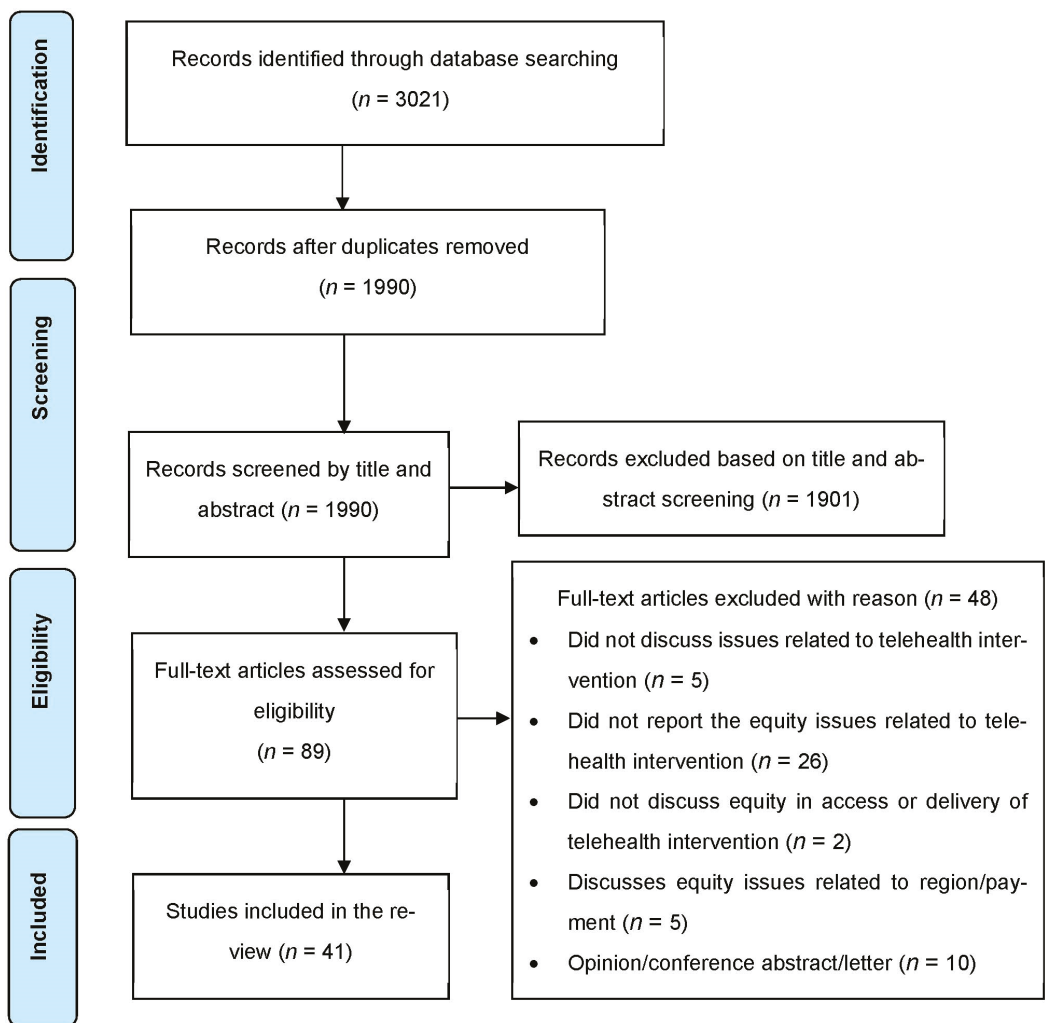 Identification
Records identified through database searching
(n = 3021)
Records after duplicates removed
(n = 1990)
Screening
Records screened by title and
abstract (n = 1990)
Records excluded based on title and ab-
stract screening (n = 1901)
Eligibility
Full-text articles assessed for
eligibility
(n = 89)
Full-text articles excluded with reason (n = 48)
• Did not discuss issues related to telehealth inter-
vention (n = 5)
• Did not report the equity issues related to tele-
health intervention (n = 26)
• Did not discuss equity in access or delivery of
telehealth intervention (n = 2)
• Discusses equity issues related to region/pay-
ment (n = 5)
• Opinion/conference abstract/letter (n = 10)
Included
Studies included in the re-
view (n = 41)